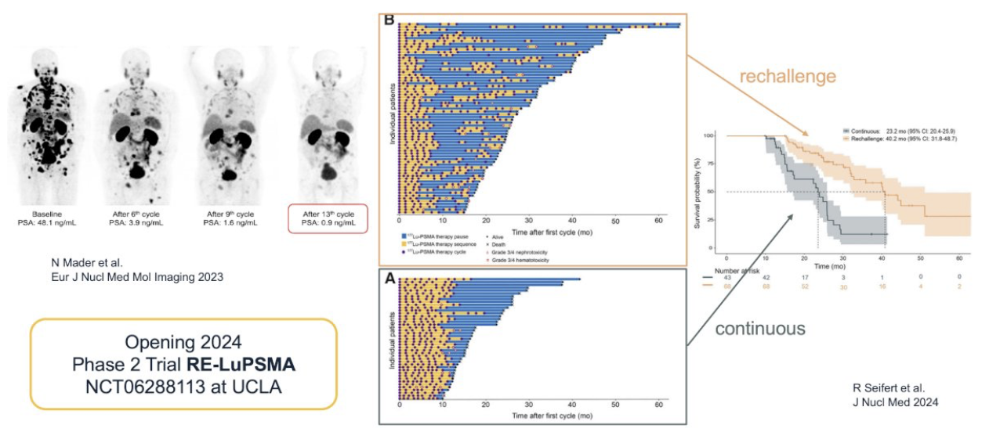 Baseline
PSA: 48.1 ng/mL
After 6th cycle
PSA: 3.9 ng/mL
After 9th cycle
PSA: 1.6 ng/mL
After 13th cycle
PSA: 0.9 ng/mL
N Mader et al.
Eur J Nucl Med Mol Imaging 2023
Opening 2024
Phase 2 Trial RE-LuPSMA
NCT06288113 at UCLA
B
Individual patients
0 10 20 30 40 50 60
Time after first cycle (mo)
177Lu-PSMA therapy pause
177Lu-PSMA therapy sequence
177Lu-PSMA therapy cycle
Alive
Death
Grade 3/4 nephrotoxicity
Grade 3/4 hematotoxicity
A
Individual patients
0 10 20 30 40 50 60
Time after first cycle (mo)
rechallenge
Continuous: 23.2 mo (95% CI: 20.4-25.9)
Rechallenge: 40.2 mo (95% CI: 31.8-48.7)
Survival probability (%)
100
75
50
25
0
0 10 20 30 40 50 60
Time (mo)
Number at risk
43 42 17 3 1 0 0
68 68 52 30 16 4 2
continuous
R Seifert et al.
J Nucl Med 2024